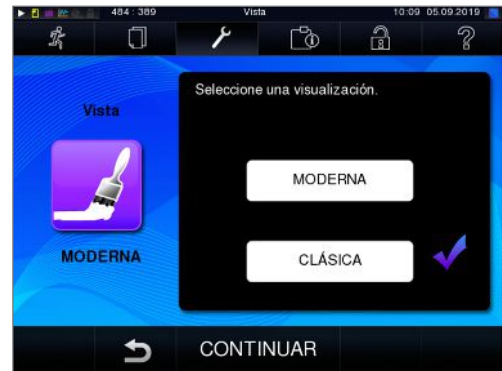 484 : 389 Vista 10:09 05.09.2019
Vista
Seleccione una visualización.
MODERNA
MODERNA
CLÁSICA
CONTINUAR